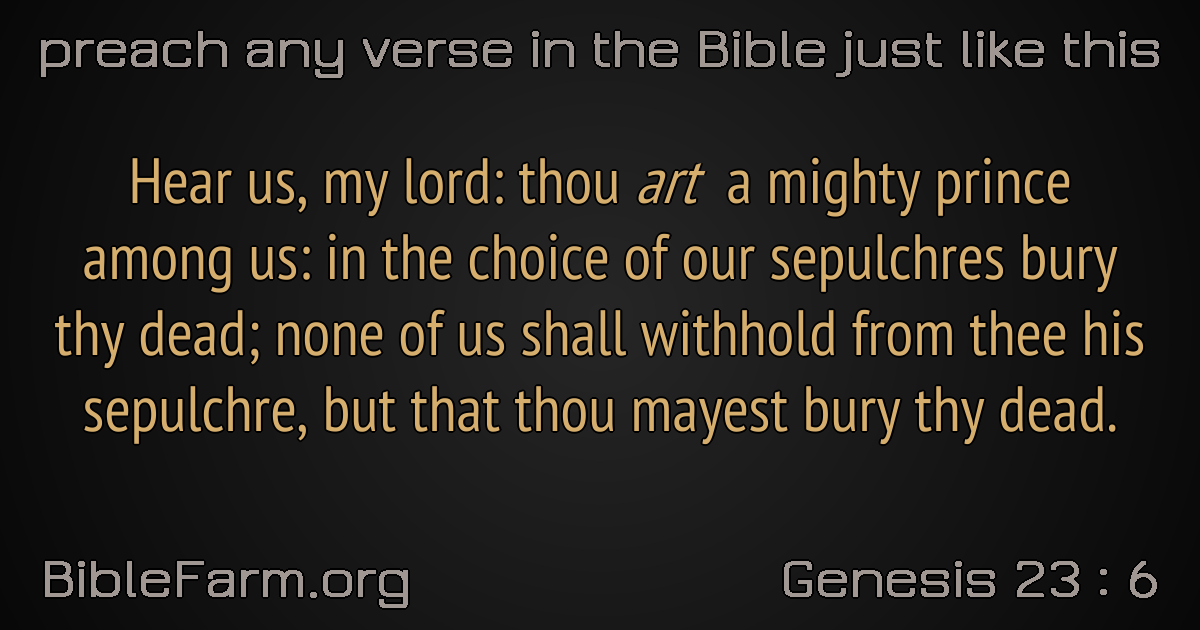 preach any verse in the Bible just like this
Hear us, my lord: thou art a mighty prince
among us: in the choice of our sepulchres bury
thy dead; none of us shall withhold from thee his
sepulchre, but that thou mayest bury thy dead.
BibleFarm.org
Genesis 23 : 6